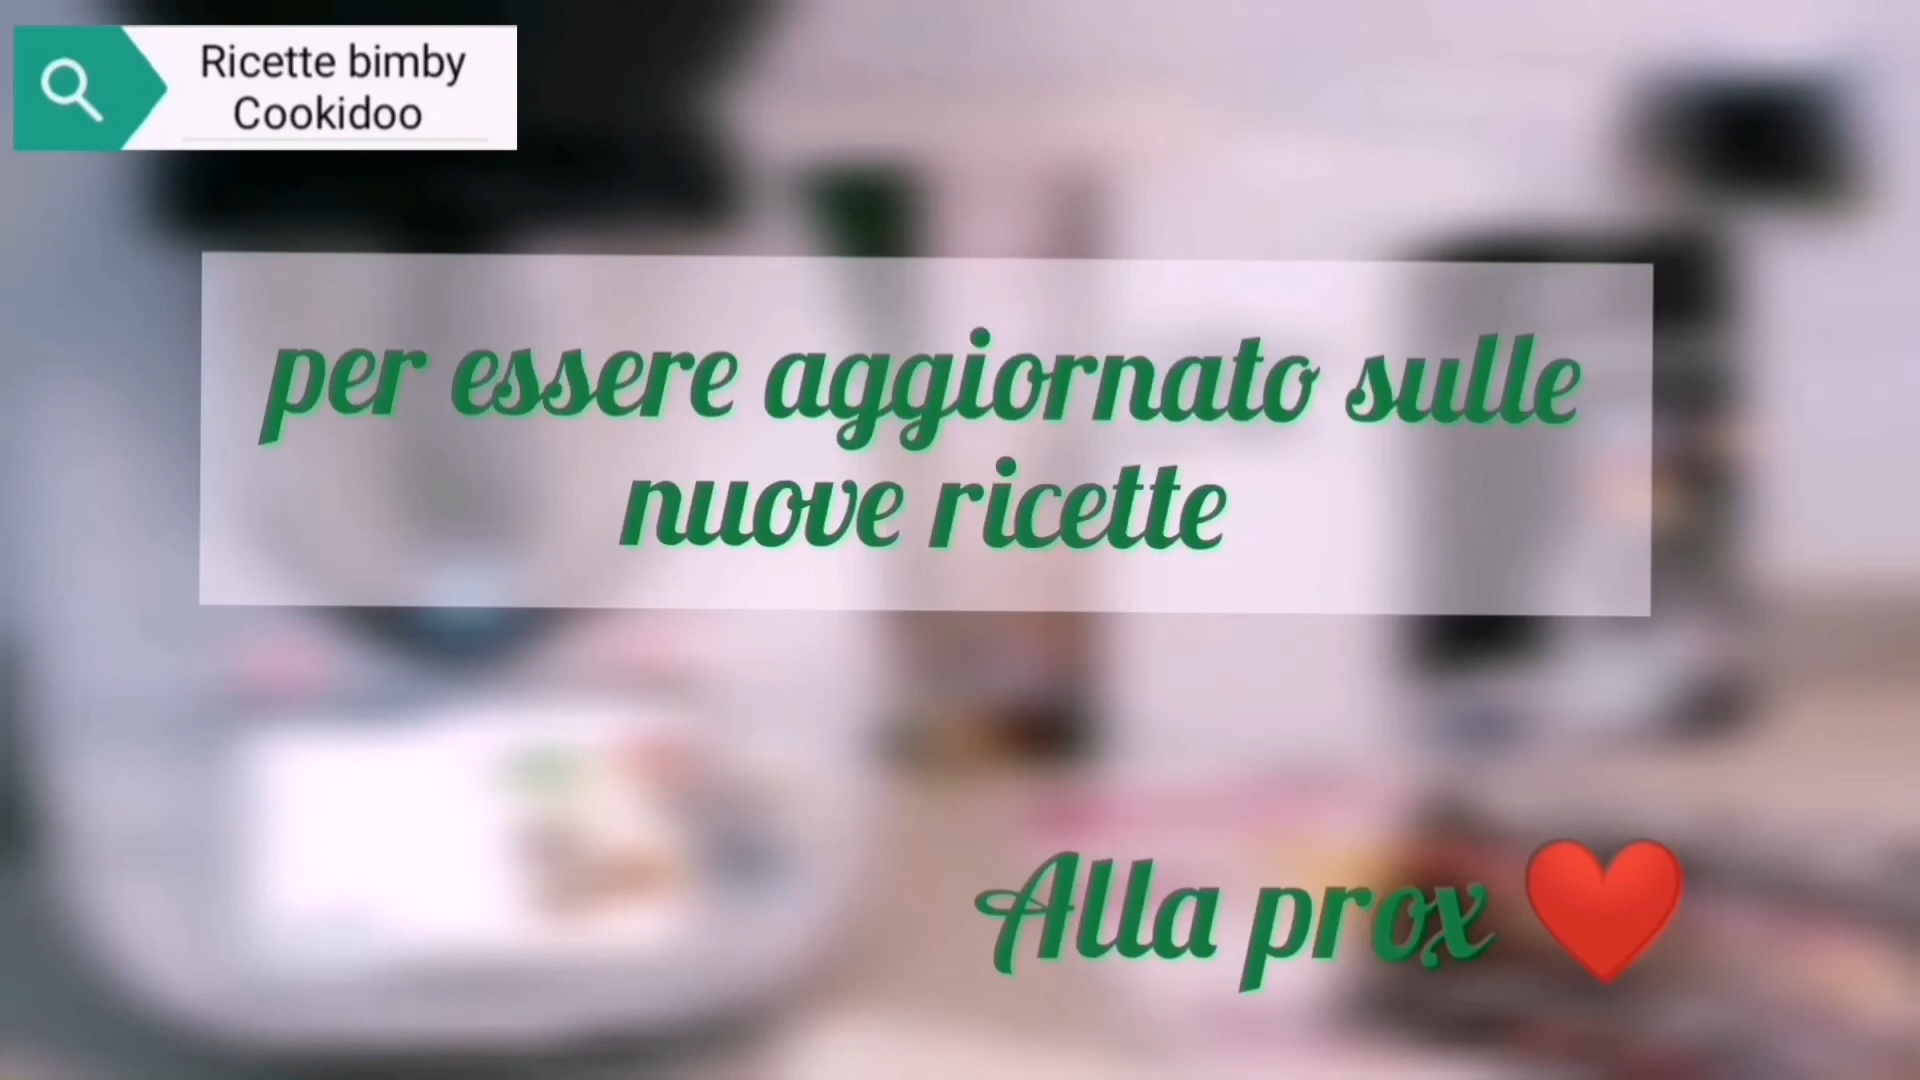 Ricette bimby
Cookidoo
per essere aggiornato sulle
nuove ricette
Alla prox ❤️